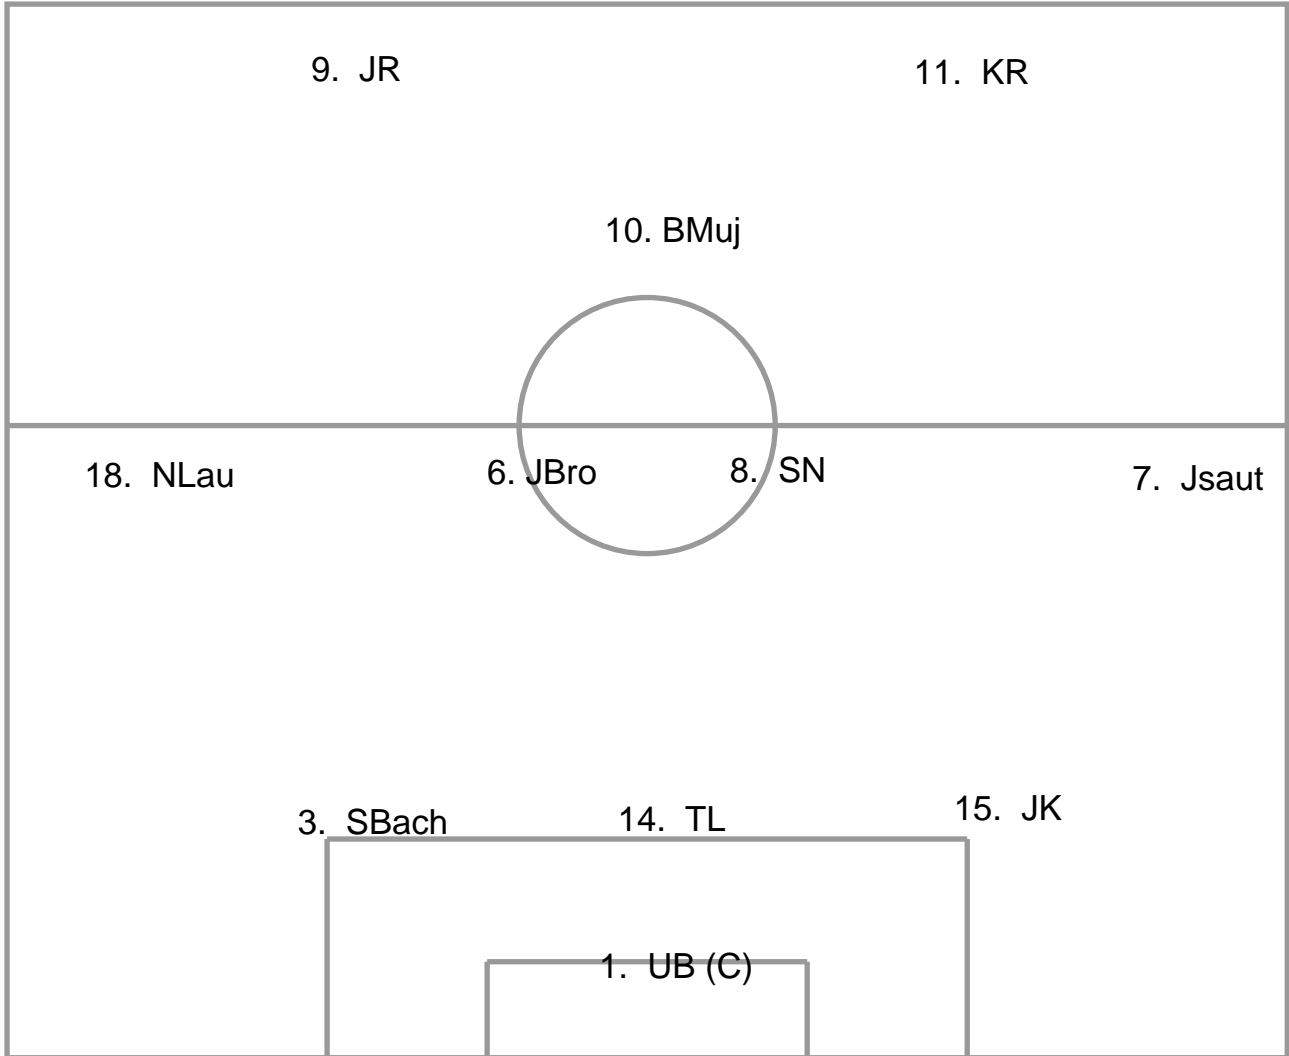 9.  JR
11.  KR
10. BMuj
18.  NLau
6. JBro
8.  SN
7.  Jsaut
3.  SBach
14.  TL
15.  JK
1.  UB (C)